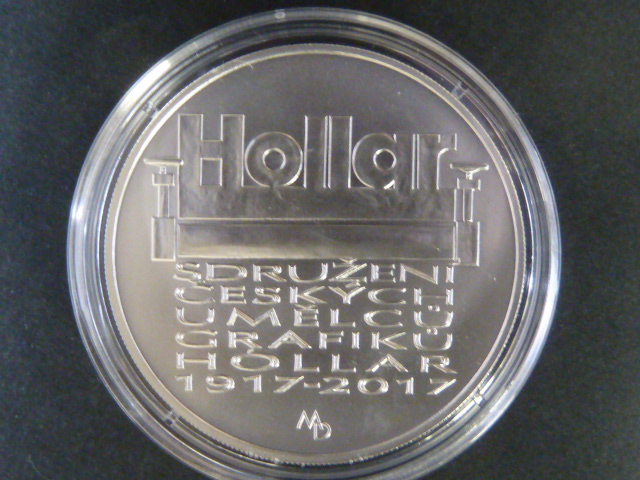 Hollar
SDRUŽENÍ
ČESKÝCH
UMĚLCŮ
GRAFIKŮ
HOLLAR
1917-2017
MD